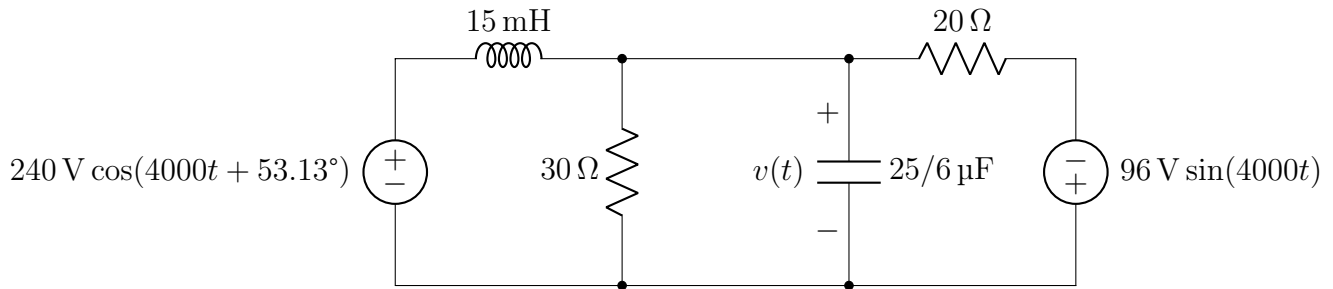 15 mH
20 Ω
240 V cos(4000t + 53.13°)
+
−
30 Ω
+
v(t)
−
25/6 µF
−
+
96 V sin(4000t)